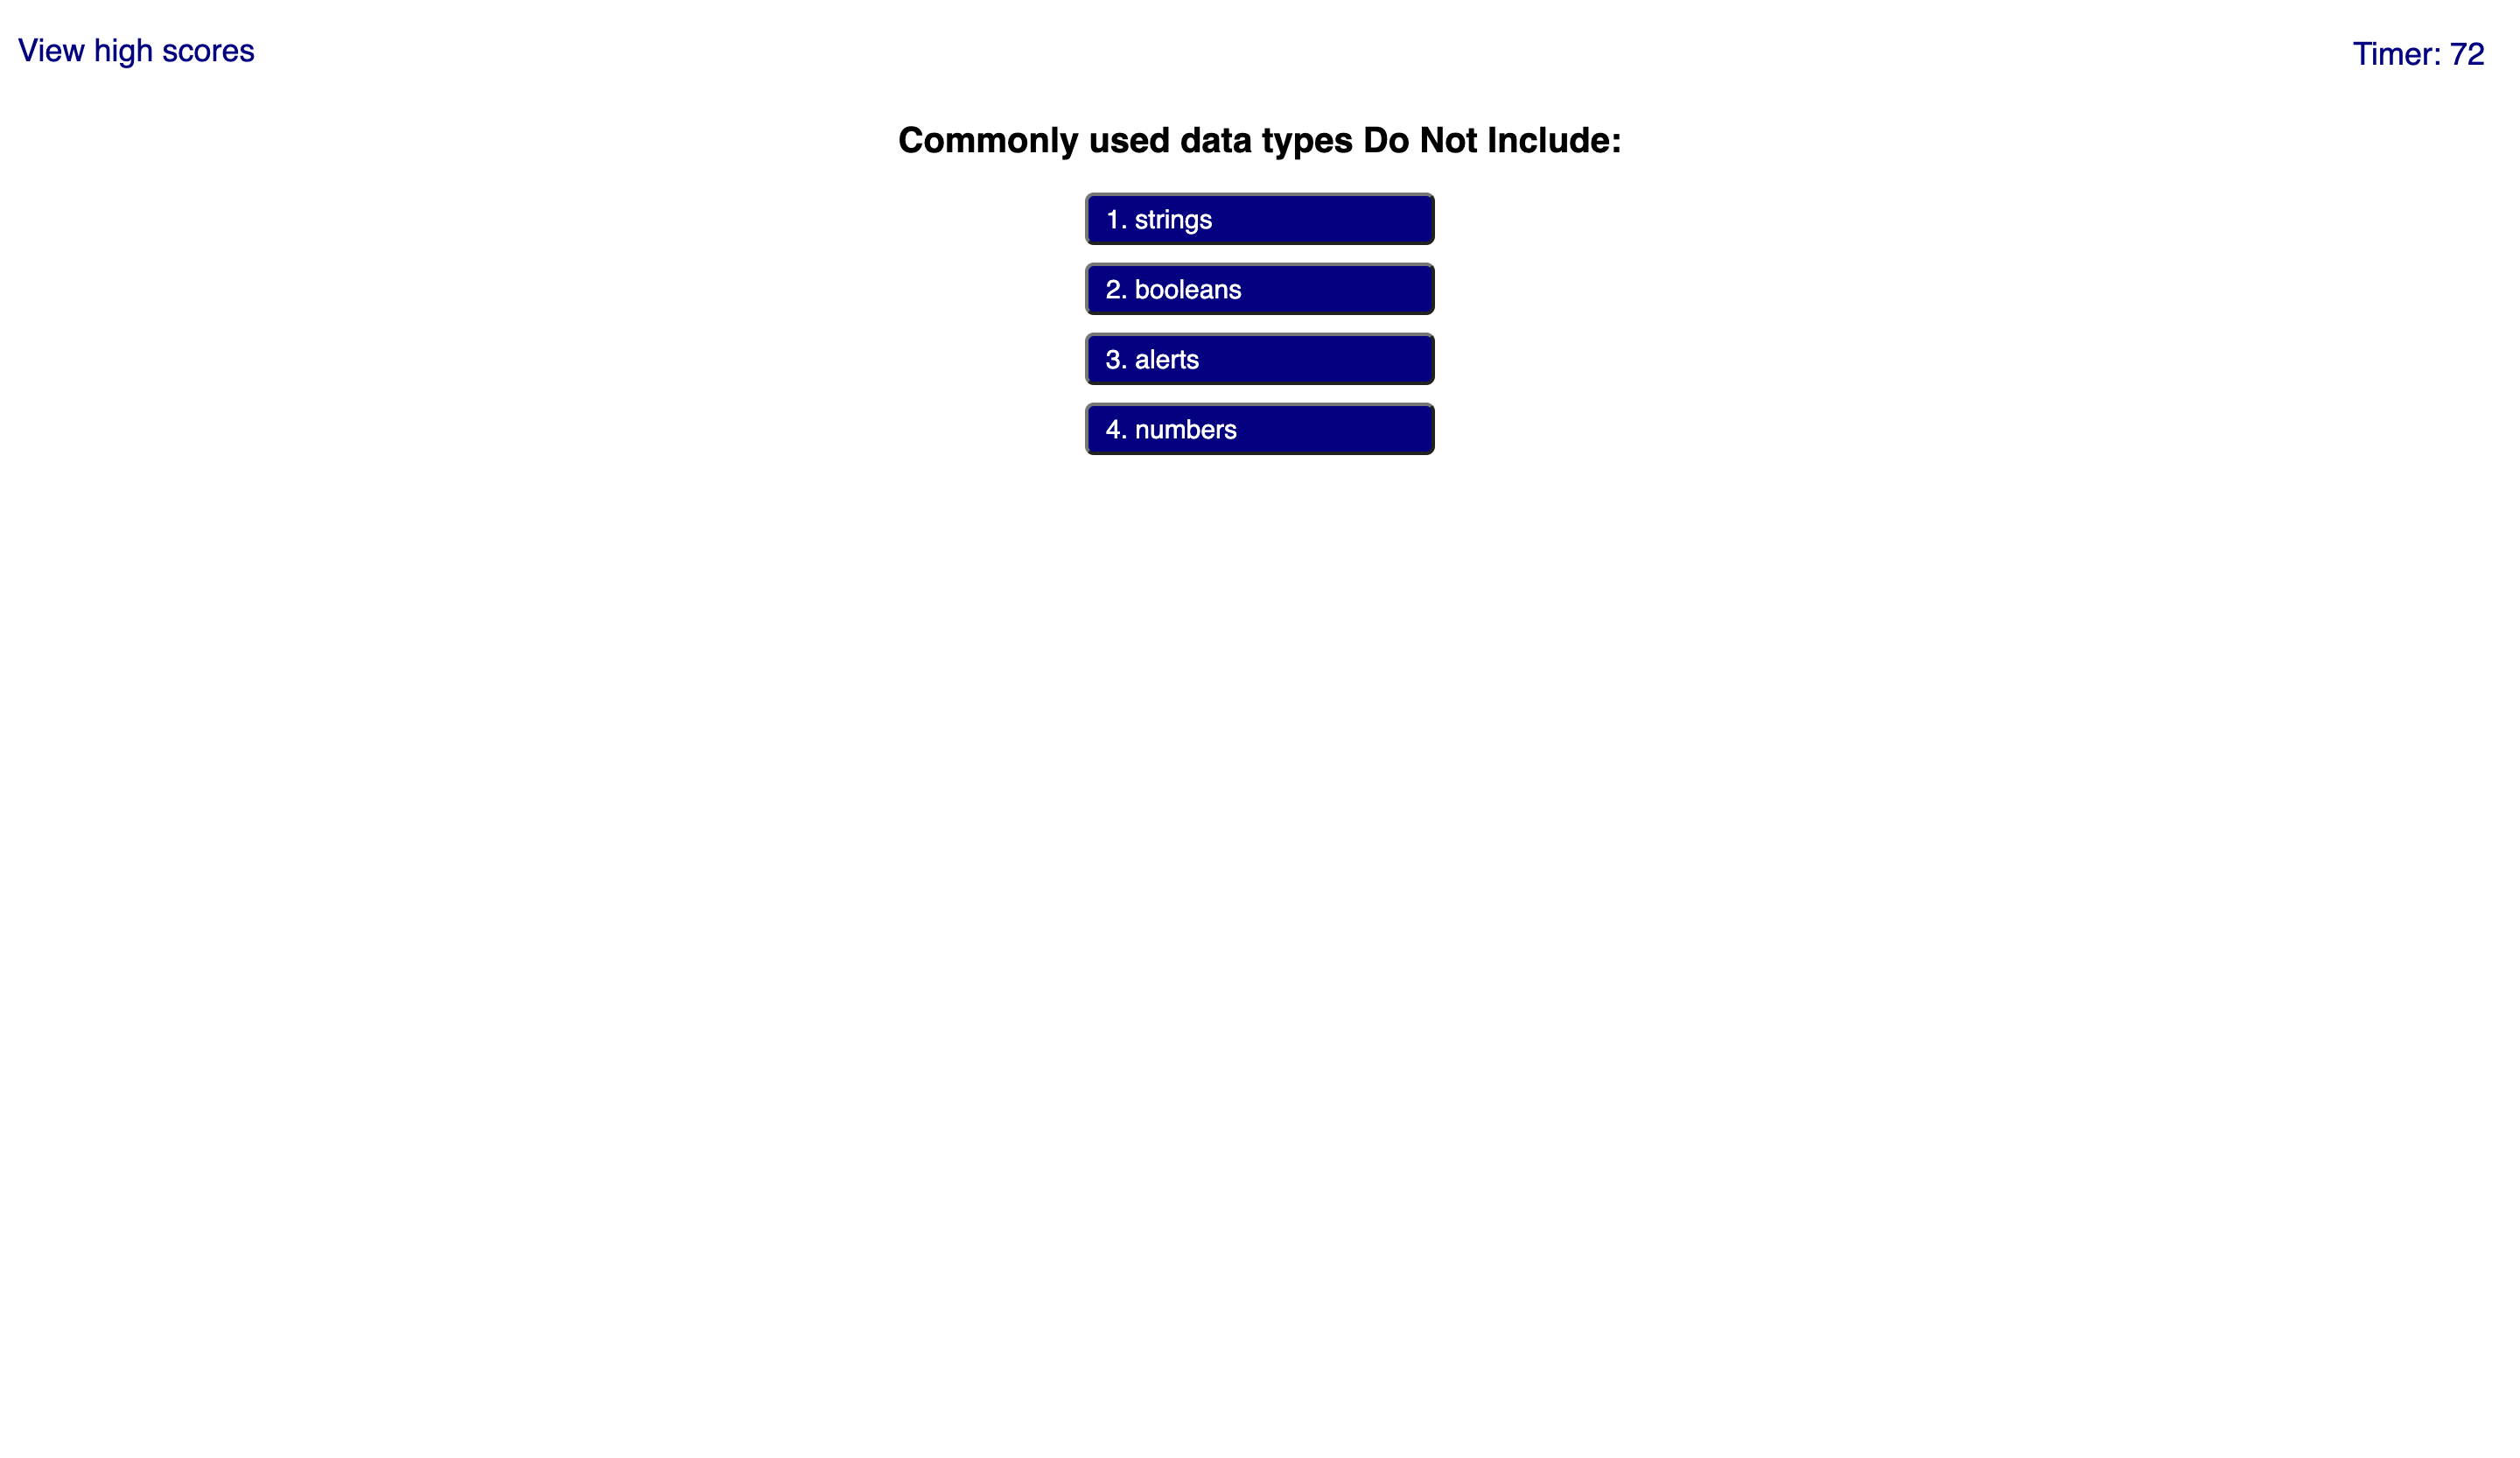 View high scores
Timer: 72
Commonly used data types Do Not Include:
1. strings
2. booleans
3. alerts
4. numbers